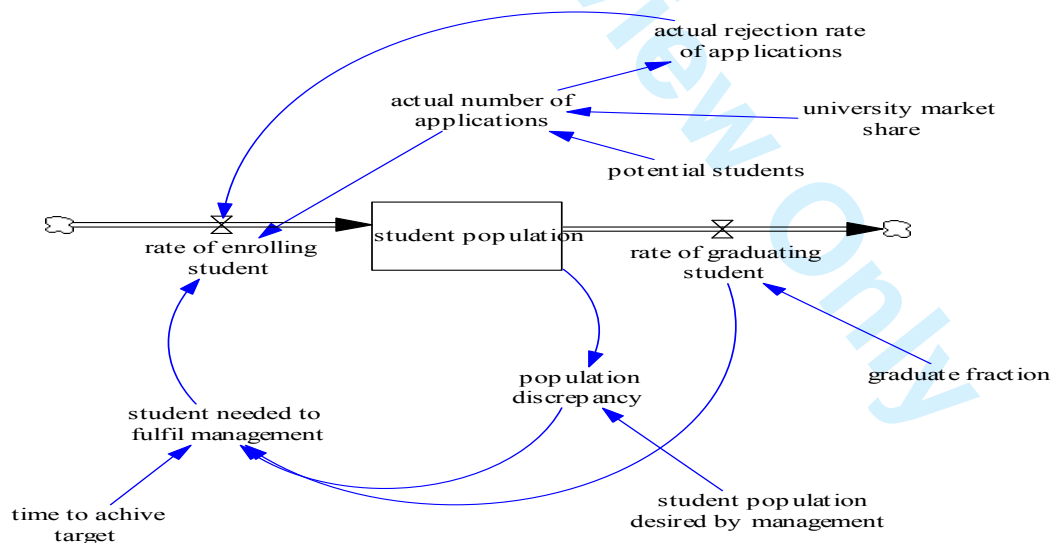 actual rejection rate
of applications
actual number of
applications
university market
share
potential students
student population
rate of enrolling
student
rate of graduating
student
population
discrepancy
graduate fraction
student needed to
fulfil management
time to achive
target
student population
desired by management
view Only